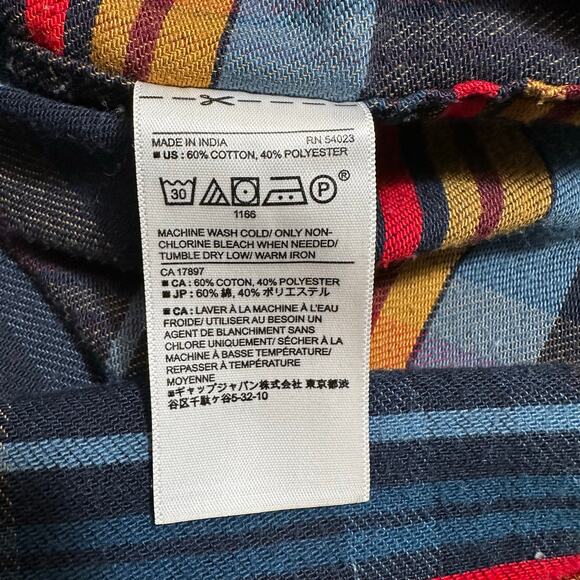 MADE IN INDIA RN 54023
■ US : 60% COTTON, 40% POLYESTER
30 P ®
1166
MACHINE WASH COLD/ ONLY NON-
CHLORINE BLEACH WHEN NEEDED/
TUMBLE DRY LOW/ WARM IRON
CA 17897
■ CA : 60% COTTON, 40% POLYESTER
■ JP : 60% 綿, 40% ポリエステル
■ CA : LAVER À LA MACHINE À L'EAU
FROIDE/ UTILISER AU BESOIN UN
AGENT DE BLANCHIMENT SANS
CHLORE UNIQUEMENT/ SÉCHER À LA
MACHINE À BASSE TEMPÉRATURE/
REPASSER À TEMPÉRATURE
MOYENNE
■ギャップジャパン株式会社 東京都渋
谷区千駄ケ谷5-32-10